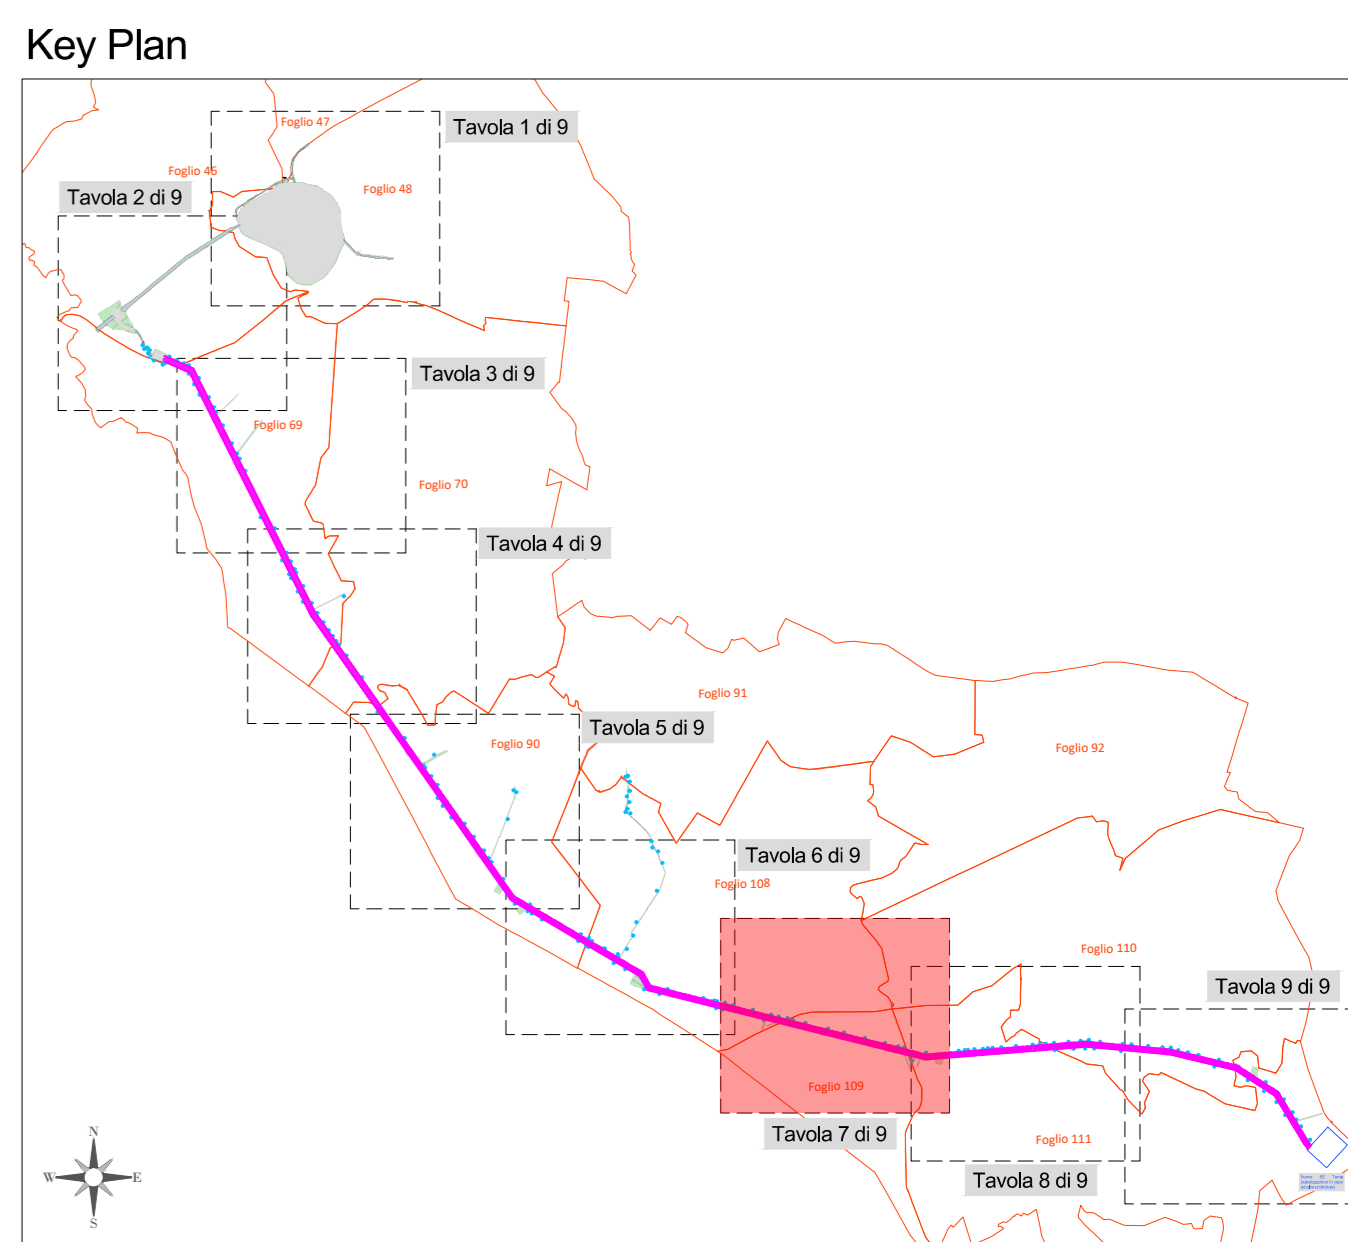 Key Plan
Foglio 47
Tavola 1 di 9
Foglio 46
Foglio 48
Tavola 2 di 9
Tavola 3 di 9
Foglio 69
Foglio 70
Tavola 4 di 9
Foglio 91
Tavola 5 di 9
Foglio 90
Foglio 92
Tavola 6 di 9
Foglio 108
Foglio 110
Tavola 9 di 9
Foglio 109
Tavola 7 di 9
Foglio 111
Tavola 8 di 9
N
W
E
S
Nuova SE Terna